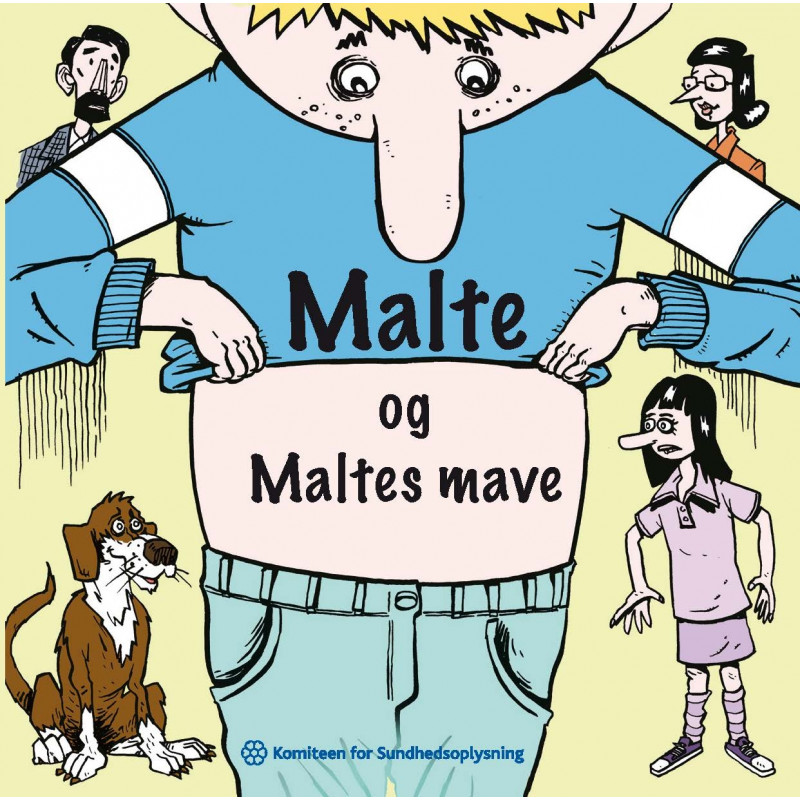 Malte
og
Maltes mave
Komiteen for Sundhedsoplysning